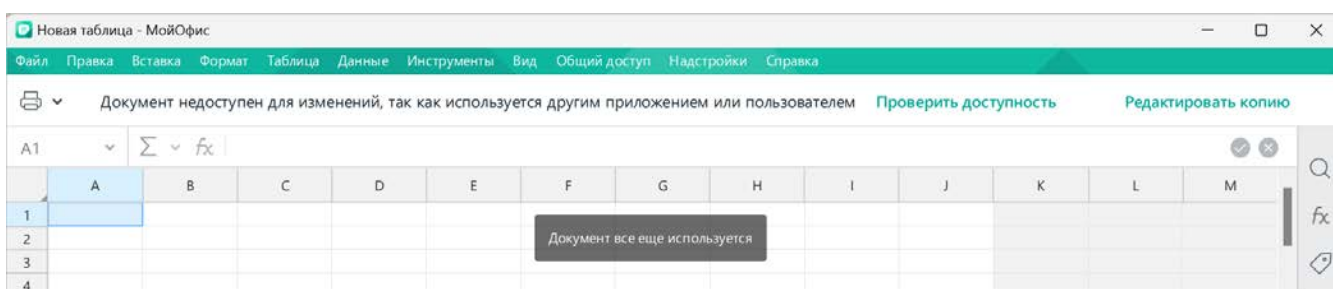 Новая таблица - МойОфис
Файл Правка Вставка Формат Таблица Данные Инструменты Вид Общий доступ Надстройки Справка
Документ недоступен для изменений, так как используется другим приложением или пользователем Проверить доступность Редактировать копию
A1 Σ fx
A B C D E F G H I J K L M
1
fx
2 Документ все еще используется
3
4